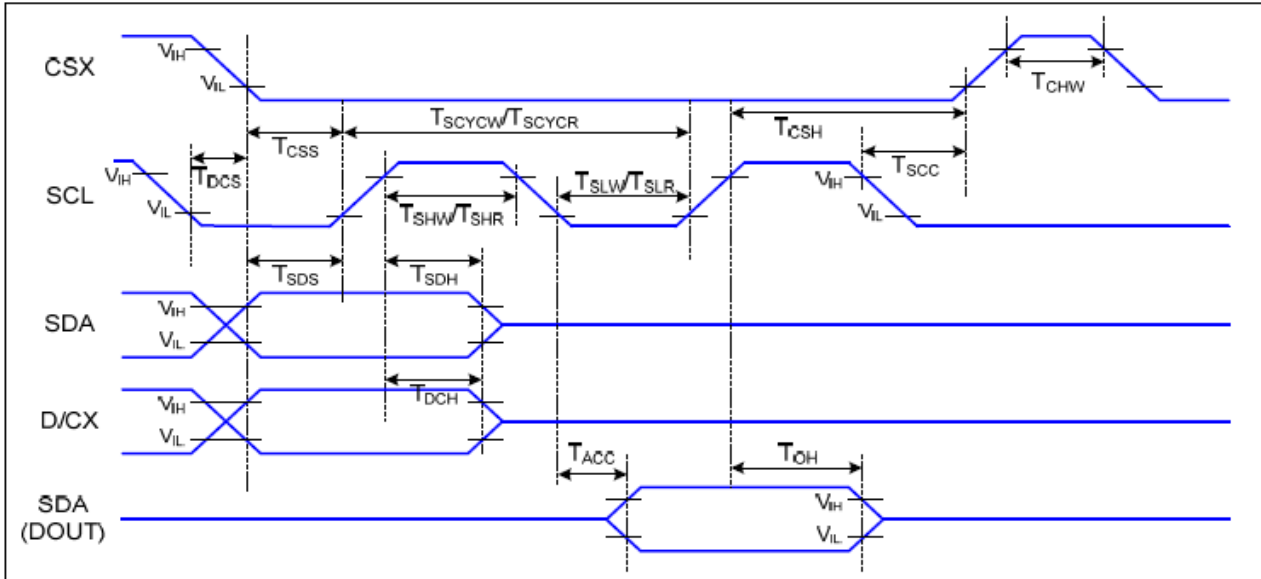 CSX
VIH
VIL
TCHW
TSCYCW/TSCYCR
TCSS
TCSH
TDCS
TSCC
SCL
VIH
VIL
TSHW/TSHR
TSLW/TSLR
VIH
VIL
TSDS
TSDH
SDA
VIH
VIL
TDCH
D/CX
VIH
VIL
TACC
TOH
SDA
(DOUT)
VIH
VIL